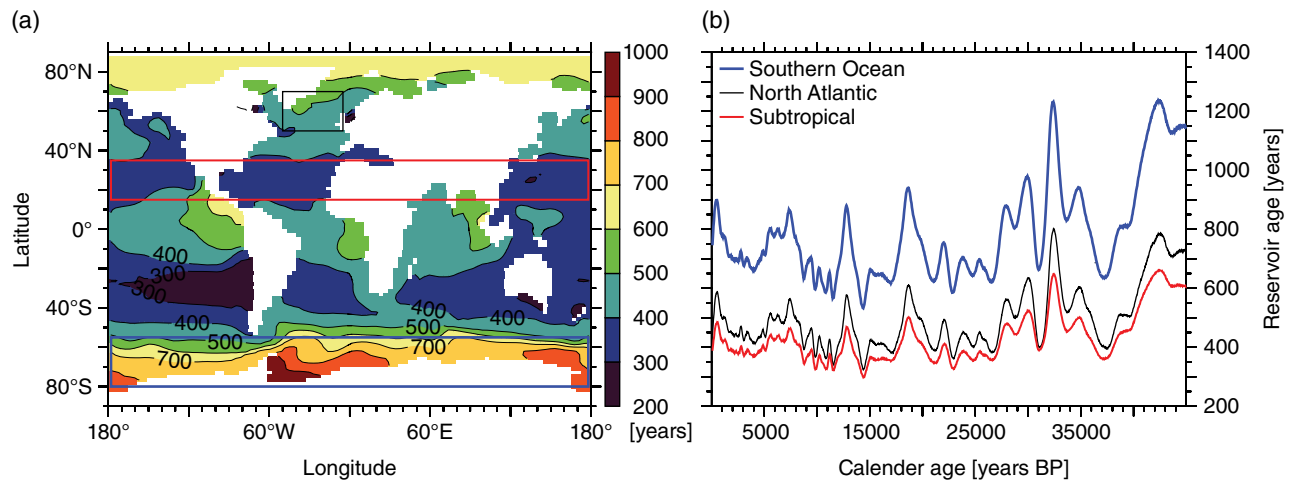 (a)
80°N
40°N
0°
40°S
80°S
Latitude
180°
60°W
60°E
180°
Longitude
400
300
300
400
500
700
400
500
700
400
1000
900
800
700
600
500
400
300
200
[years]
(b)
Southern Ocean
North Atlantic
Subtropical
1400
1200
1000
800
600
400
200
Reservoir age [years]
5000
15000
25000
35000
Calender age [years BP]